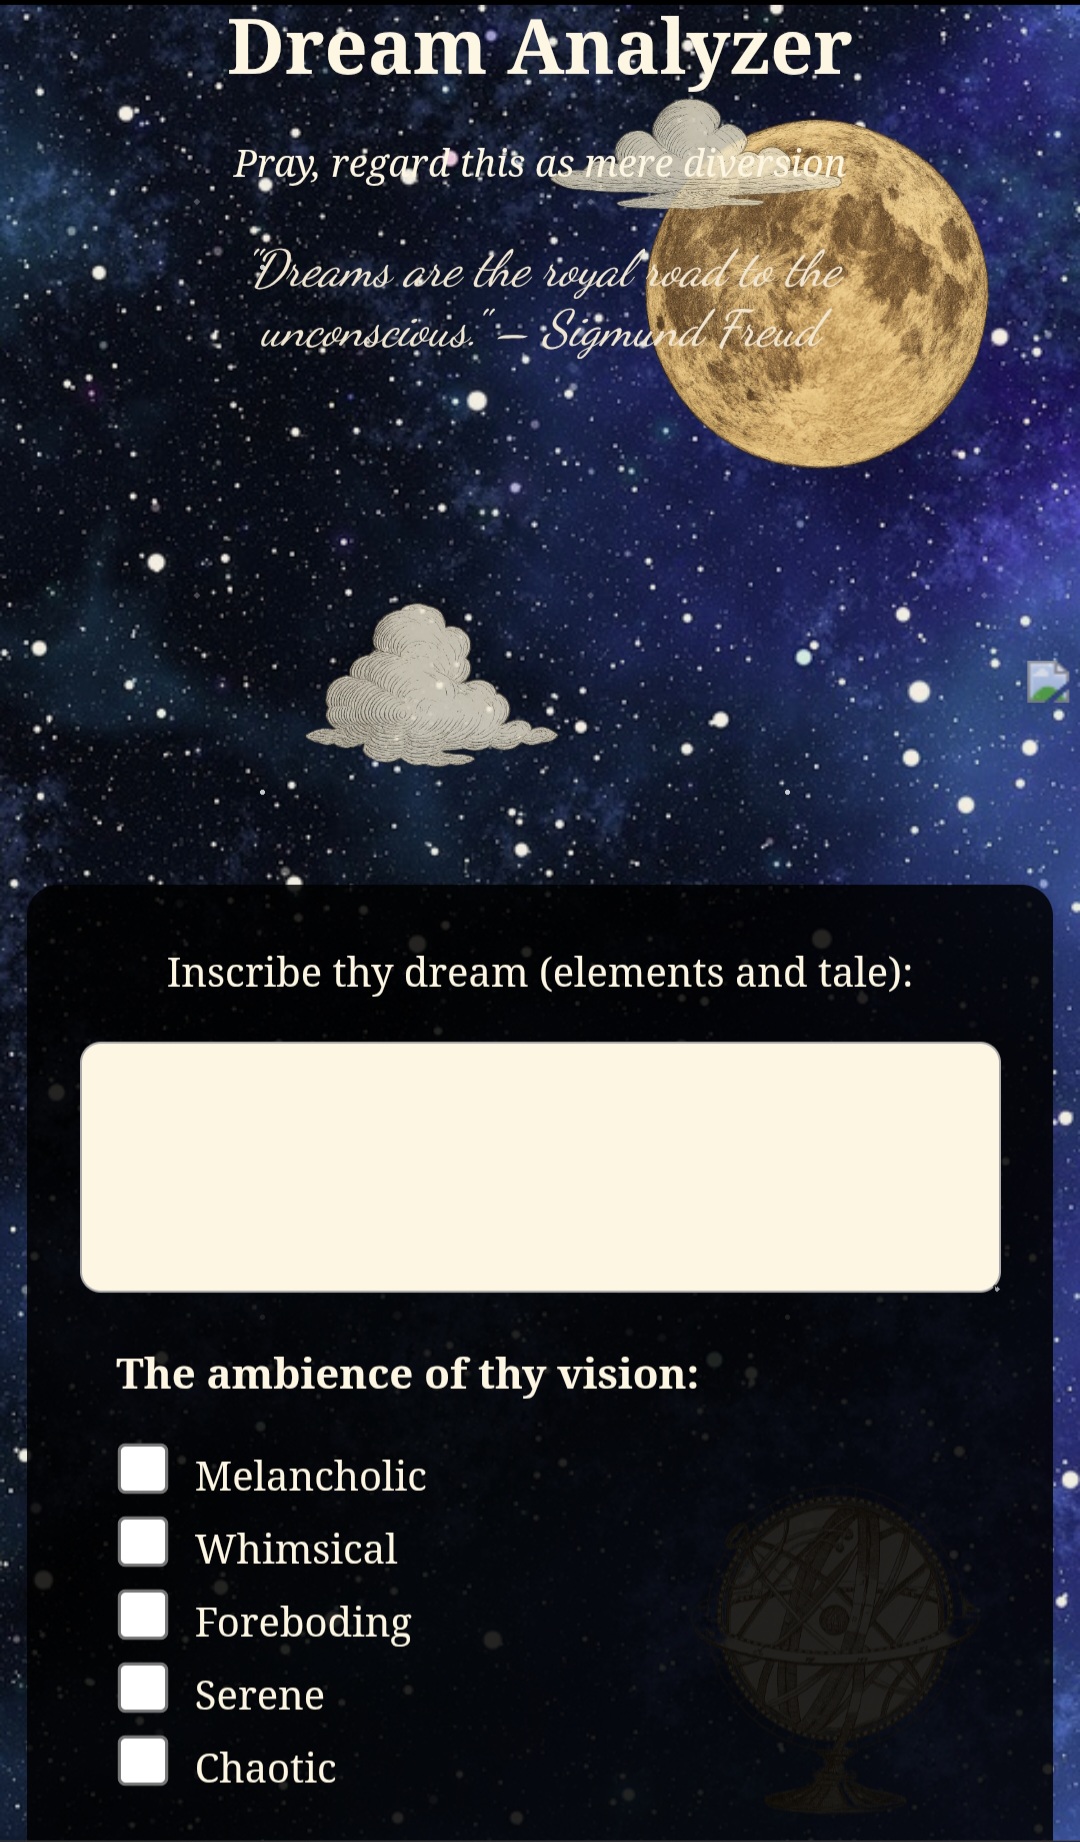 Dream Analyzer
Pray, regard this as mere diversion
"Dreams are the royal road to the
unconscious." — Sigmund Freud
Inscribe thy dream (elements and tale):
The ambience of thy vision:
Melancholic
Whimsical
Foreboding
Serene
Chaotic